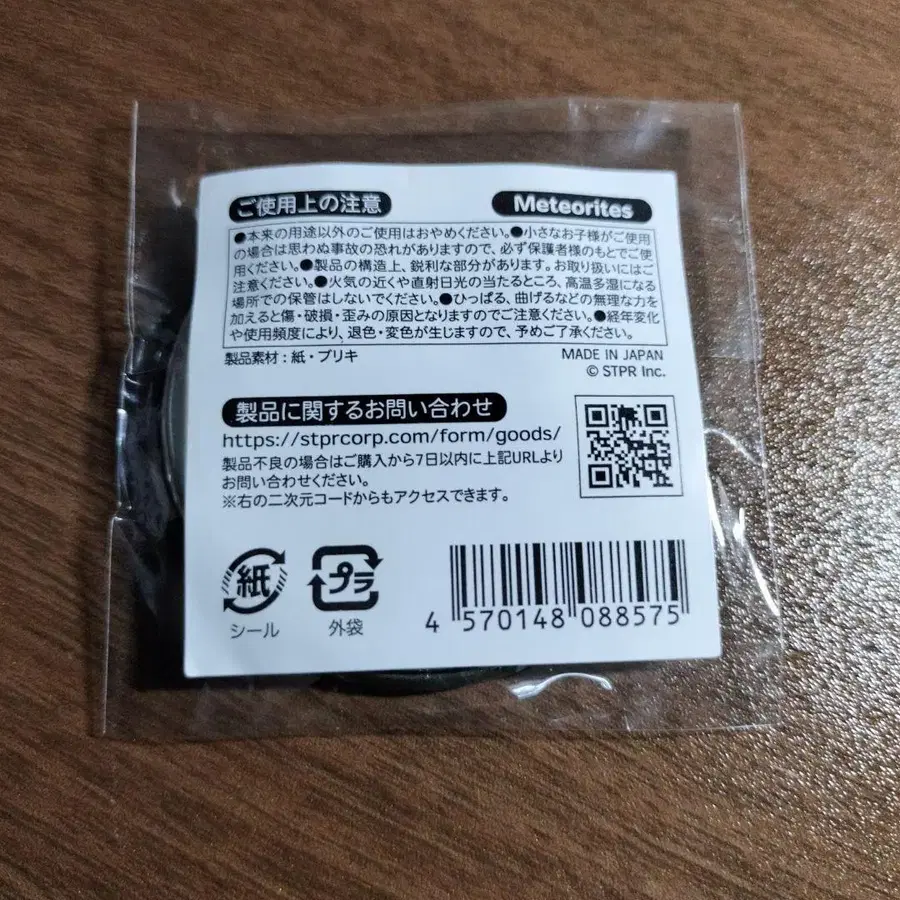 ご使用上の注意 Meteorites
●本来の用途以外のご使用はおやめください。●小さなお子様がご使用
の場合は思わぬ事故の恐れがありますので、必ず保護者様のもとでご使
用ください。●製品の構造上、鋭利な部分があります。お取り扱いにはご
注意ください。●火気の近くや直射日光の当たるところ、高温多湿になる
場所での保管はしないでください。●ひっぱる、曲げるなどの無理な力を
加えると傷・破損・歪みの原因となりますのでご注意ください。●経年変化
や使用頻度により、退色・変色が生じますので、予めご了承ください。
製品素材：紙・ブリキ MADE IN JAPAN
© STPR Inc.
製品に関するお問い合わせ
https://stprcorp.com/form/goods/
製品不良の場合はご購入から7日以内に上記URLより
お問い合わせください。
※右の二次元コードからもアクセスできます。
紙 プラ
シール 外袋
4 570148 088575